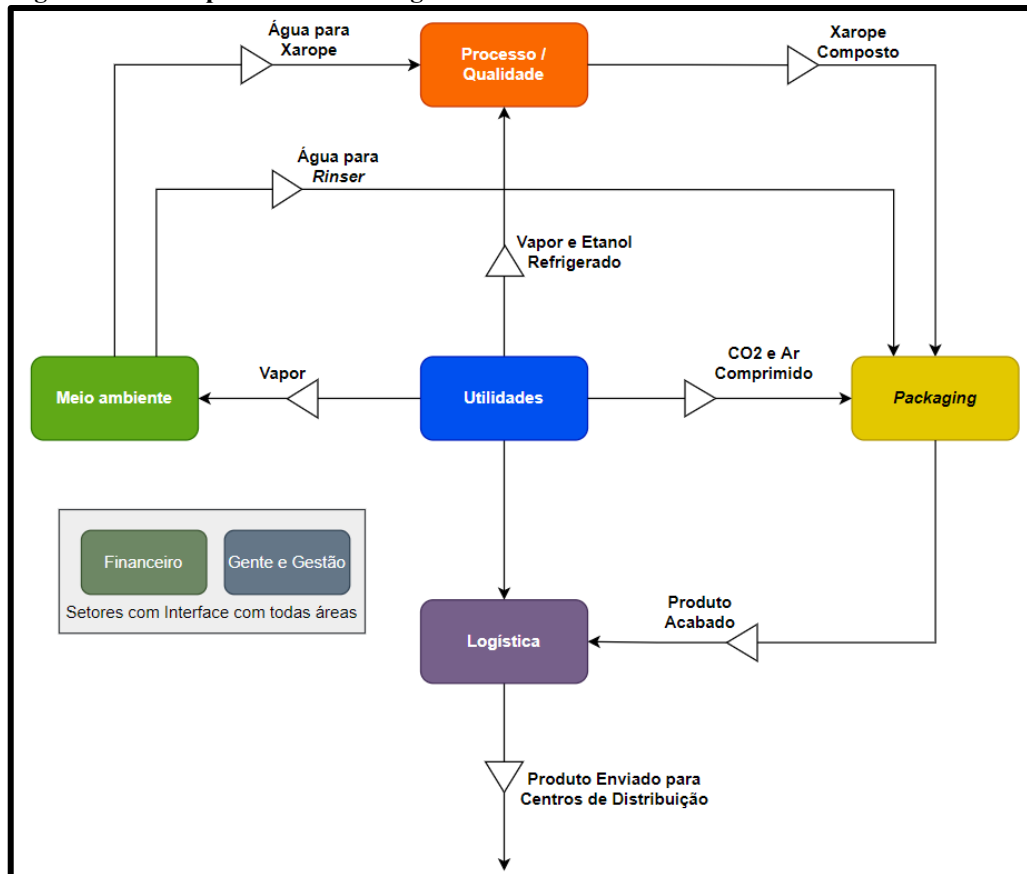 Água para
Xarope
Processo /
Qualidade
Xarope
Composto
Água para
Rinser
Vapor e Etanol
Refrigerado
Meio ambiente
Vapor
Utilidades
CO2 e Ar
Comprimido
Packaging
Financeiro
Gente e Gestão
Setores com Interface com todas áreas
Logística
Produto
Acabado
Produto Enviado para
Centros de Distribuição